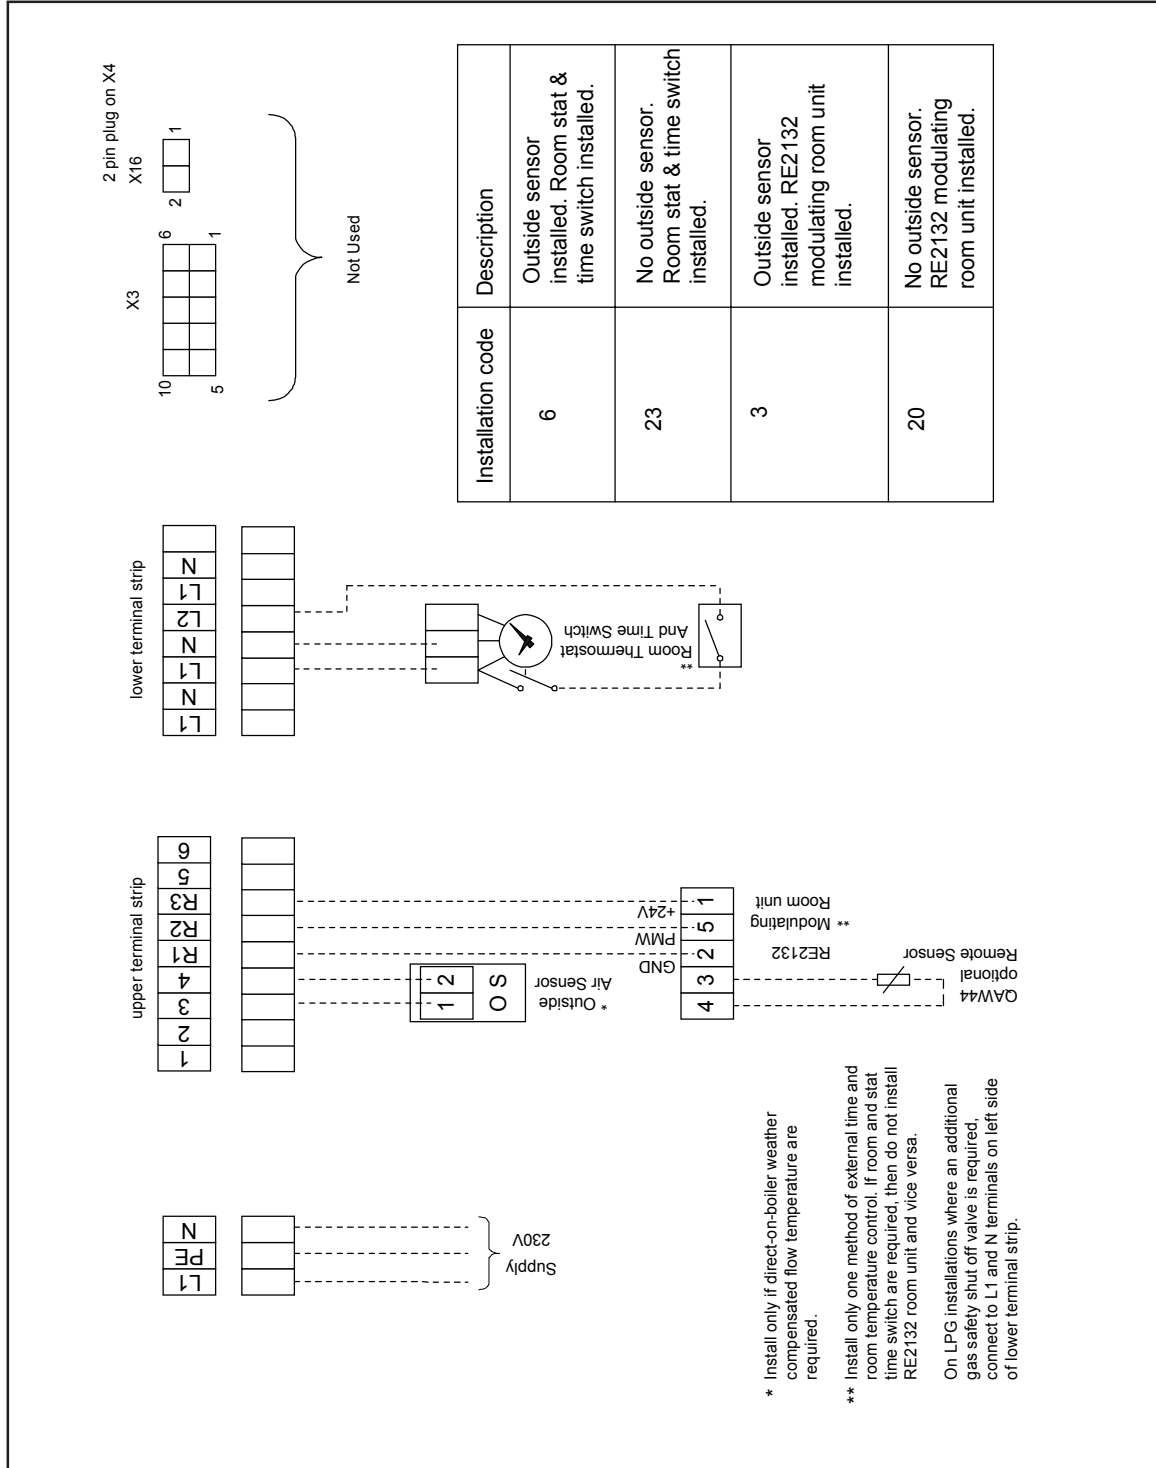 L1 PE N
Supply
230V
upper terminal strip
1 2 3 4 R1 R2 R3 5 6
1 2
O S
* Outside
Air Sensor
GND
PMW
+24V
4 3 2 5 1
RE2132
** Modulating
Room unit
QAW44
optional
Remote Sensor
lower terminal strip
L1 N L1 N L2 L1 N
**
Room Thermostat
And Time Switch
2 pin plug on X4
X3
X16
10 6
5 1
2 1
Not Used
Installation code Description
6 Outside sensor
installed. Room stat &
time switch installed.
23 No outside sensor.
Room stat & time switch
installed.
3 Outside sensor
installed. RE2132
modulating room unit
installed.
20 No outside sensor.
RE2132 modulating
room unit installed.
* Install only if direct-on-boiler weather
compensated flow temperature are
required.
** Install only one method of external time and
room temperature control. If room and stat
time switch are required, then do not install
RE2132 room unit and vice versa.
On LPG installations where an additional
gas safety shut off valve is required,
connect to L1 and N terminals on left side
of lower terminal strip.